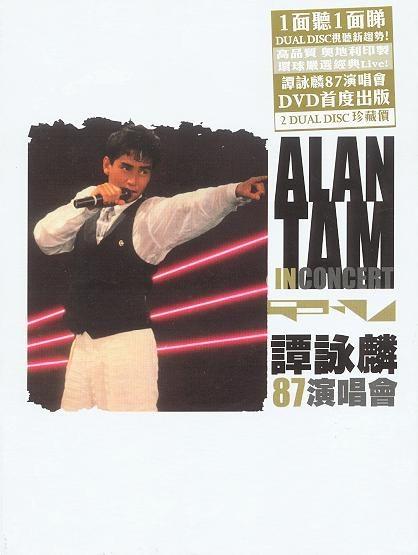 1面聽1面睇
DUAL DISC視聽新趨勢!
高品質 奧地利印製
環球嚴選經典Live!
譚詠麟87演唱會
DVD首度出版
2 DUAL DISC 珍藏價
ALAN
TAM
IN CONCERT
譚詠麟
87演唱會